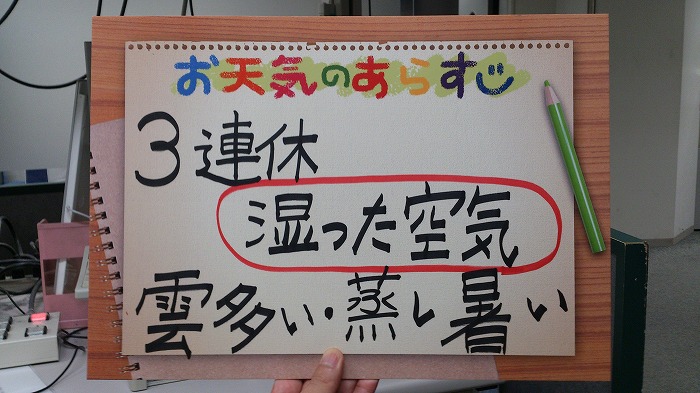 お天気のあらすじ
3連休
湿った空気
雲多い・蒸し暑い